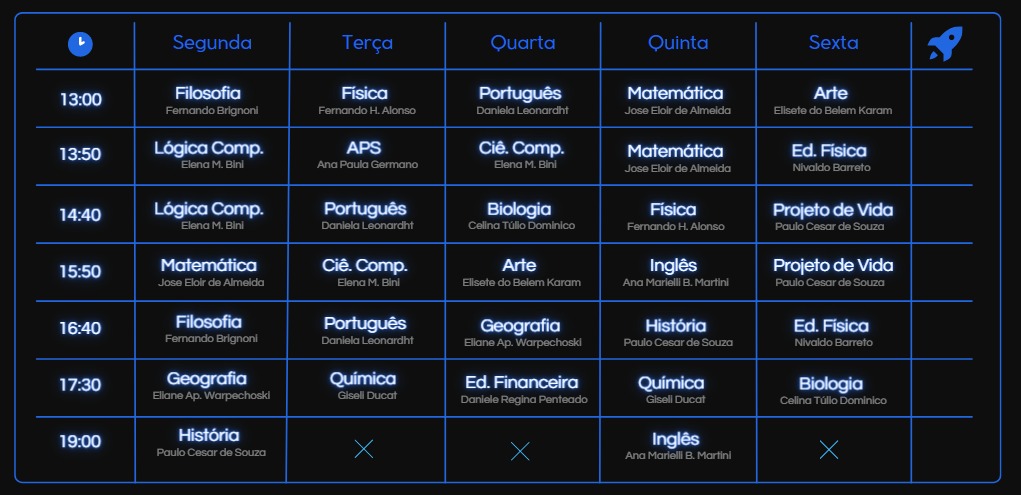 Segunda Terça Quarta Quinta Sexta
13:00 Filosofia Física Português Matemática Arte
Fernando Brignoni Fernando H. Alonso Daniela Leonardht Jose Eloir de Almeida Elisete do Belem Karam
13:50 Lógica Comp. APS Ciê. Comp. Matemática Ed. Física
Elena M. Bini Ana Paula Germano Elena M. Bini Jose Eloir de Almeida Nivaldo Barreto
14:40 Lógica Comp. Português Biologia Física Projeto de Vida
Elena M. Bini Daniela Leonardht Celina Túlio Dominico Fernando H. Alonso Paulo Cesar de Souza
15:50 Matemática Ciê. Comp. Arte Inglês Projeto de Vida
Jose Eloir de Almeida Elena M. Bini Elisete do Belem Karam Ana Marielli B. Martini Paulo Cesar de Souza
16:40 Filosofia Português Geografia História Ed. Física
Fernando Brignoni Daniela Leonardht Eliane Ap. Warpechoski Paulo Cesar de Souza Nivaldo Barreto
17:30 Geografia Química Ed. Financeira Química Biologia
Eliane Ap. Warpechoski Giseli Ducat Daniele Regina Penteado Giseli Ducat Celina Túlio Dominico
19:00 História Inglês
Paulo Cesar de Souza Ana Marielli B. Martini